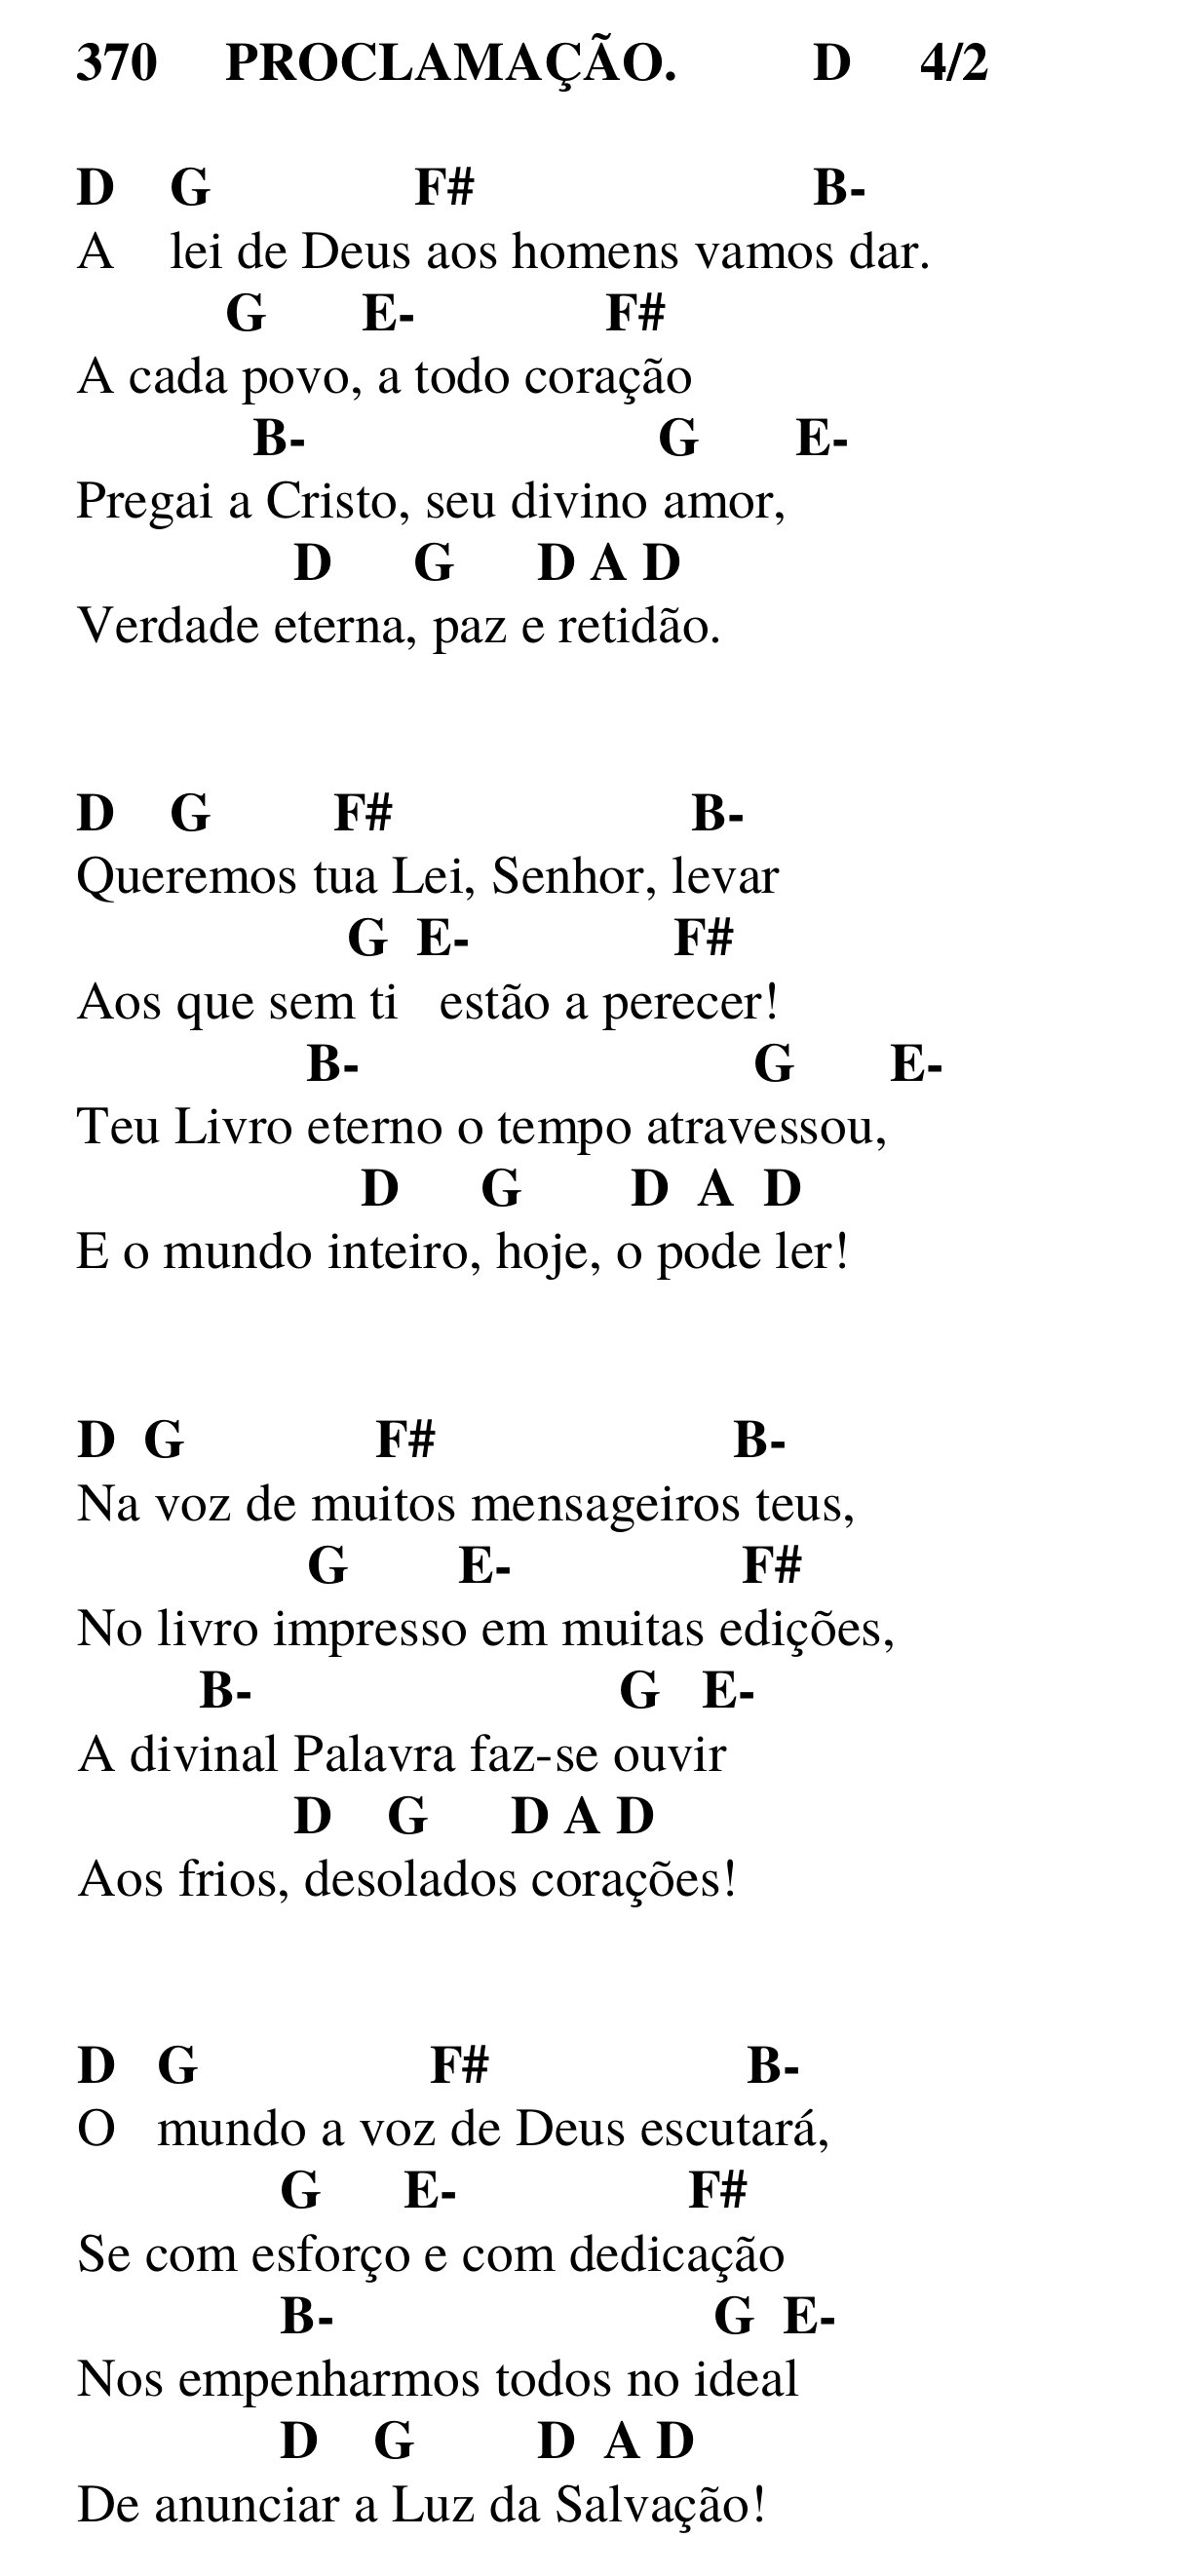 370     PROCLAMAÇÃO.          D     4/2
D    G               F#                         B-
A    lei de Deus aos homens vamos dar.
           G       E-              F#
A cada povo, a todo coração
             B-                          G       E-
Pregai a Cristo, seu divino amor,
                D      G      D A D
Verdade eterna, paz e retidão.
D    G         F#                      B-
Queremos tua Lei, Senhor, levar
                    G  E-               F#
Aos que sem ti   estão a perecer!
                 B-                             G       E-
Teu Livro eterno o tempo atravessou,
                     D      G        D  A  D
E o mundo inteiro, hoje, o pode ler!
D  G              F#                      B-
Na voz de muitos mensageiros teus,
                 G        E-                 F#
No livro impresso em muitas edições,
         B-                           G   E-
A divinal Palavra faz-se ouvir
                D    G      D A D
Aos frios, desolados corações!
D   G                 F#                   B-
O   mundo a voz de Deus escutará,
               G      E-                 F#
Se com esforço e com dedicação
               B-                            G  E-
Nos empenharmos todos no ideal
               D    G         D  A D
De anunciar a Luz da Salvação!